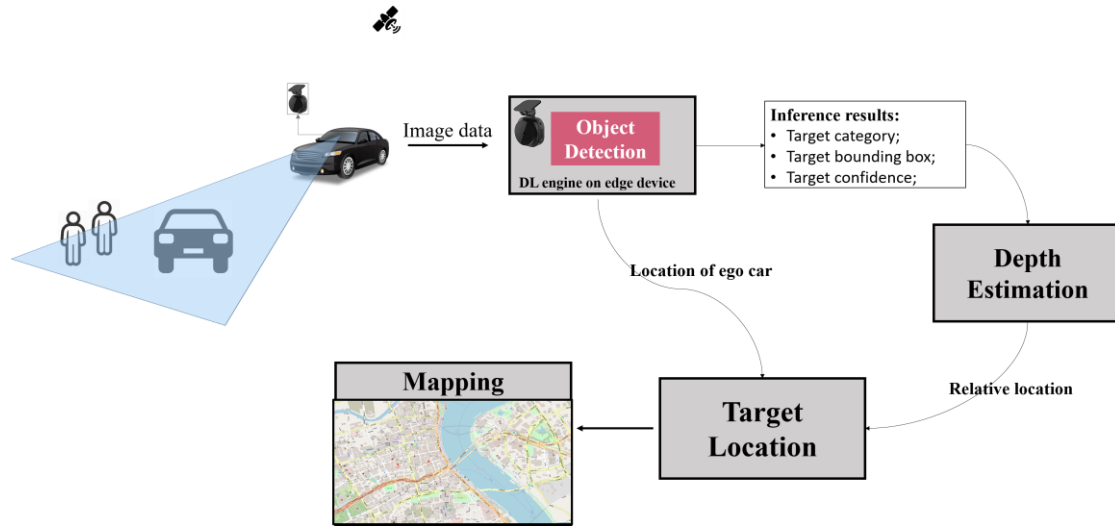 Image data
Object
Detection
DL engine on edge device
Inference results:
• Target category;
• Target bounding box;
• Target confidence;
Location of ego car
Depth
Estimation
Relative location
Target
Location
Mapping